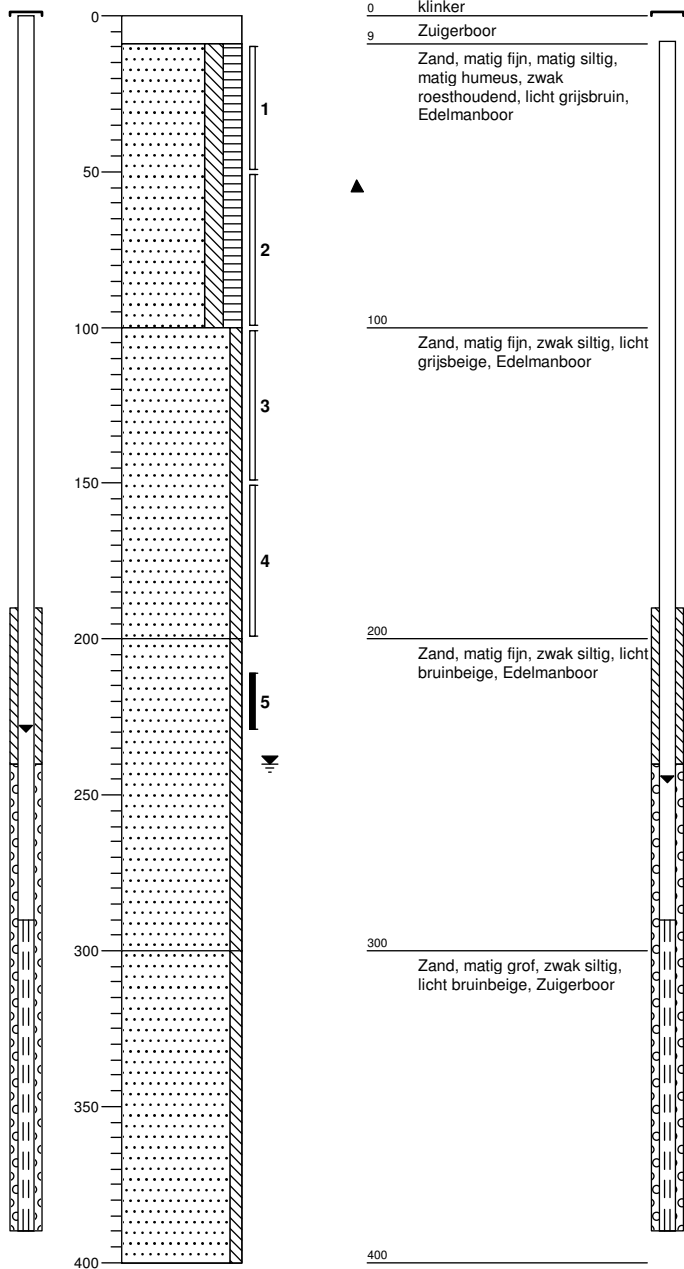 0
50
100
150
200
250
300
350
400
1
2
3
4
5
0
klinker
Zuigerboor
9
Zand, matig fijn, matig siltig,
matig humeus, zwak
roesthoudend, licht grijsbruin,
Edelmanboor
100
Zand, matig fijn, zwak siltig, licht
grijsbeige, Edelmanboor
200
Zand, matig fijn, zwak siltig, licht
bruinbeige, Edelmanboor
300
Zand, matig grof, zwak siltig,
licht bruinbeige, Zuigerboor
400